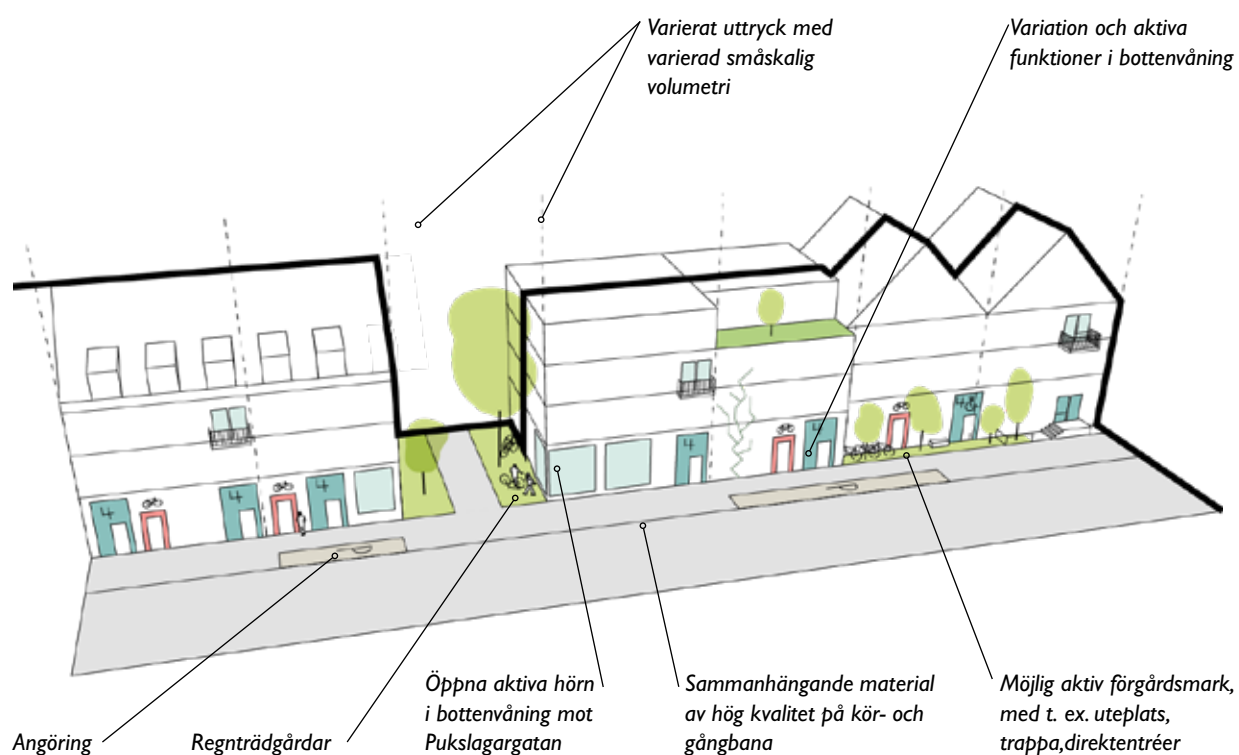 Varierat uttryck med
varierad småskalig
volumetri
Variation och aktiva
funktioner i bottenvåning
Angöring
Regnträdgårdar
Öppna aktiva hörn
i bottenvåning mot
Pukslagargatan
Sammanhängande material
av hög kvalitet på kör- och
gångbana
Möjlig aktiv förgårdsmark,
med t. ex. uteplats,
trappa,direktentréer